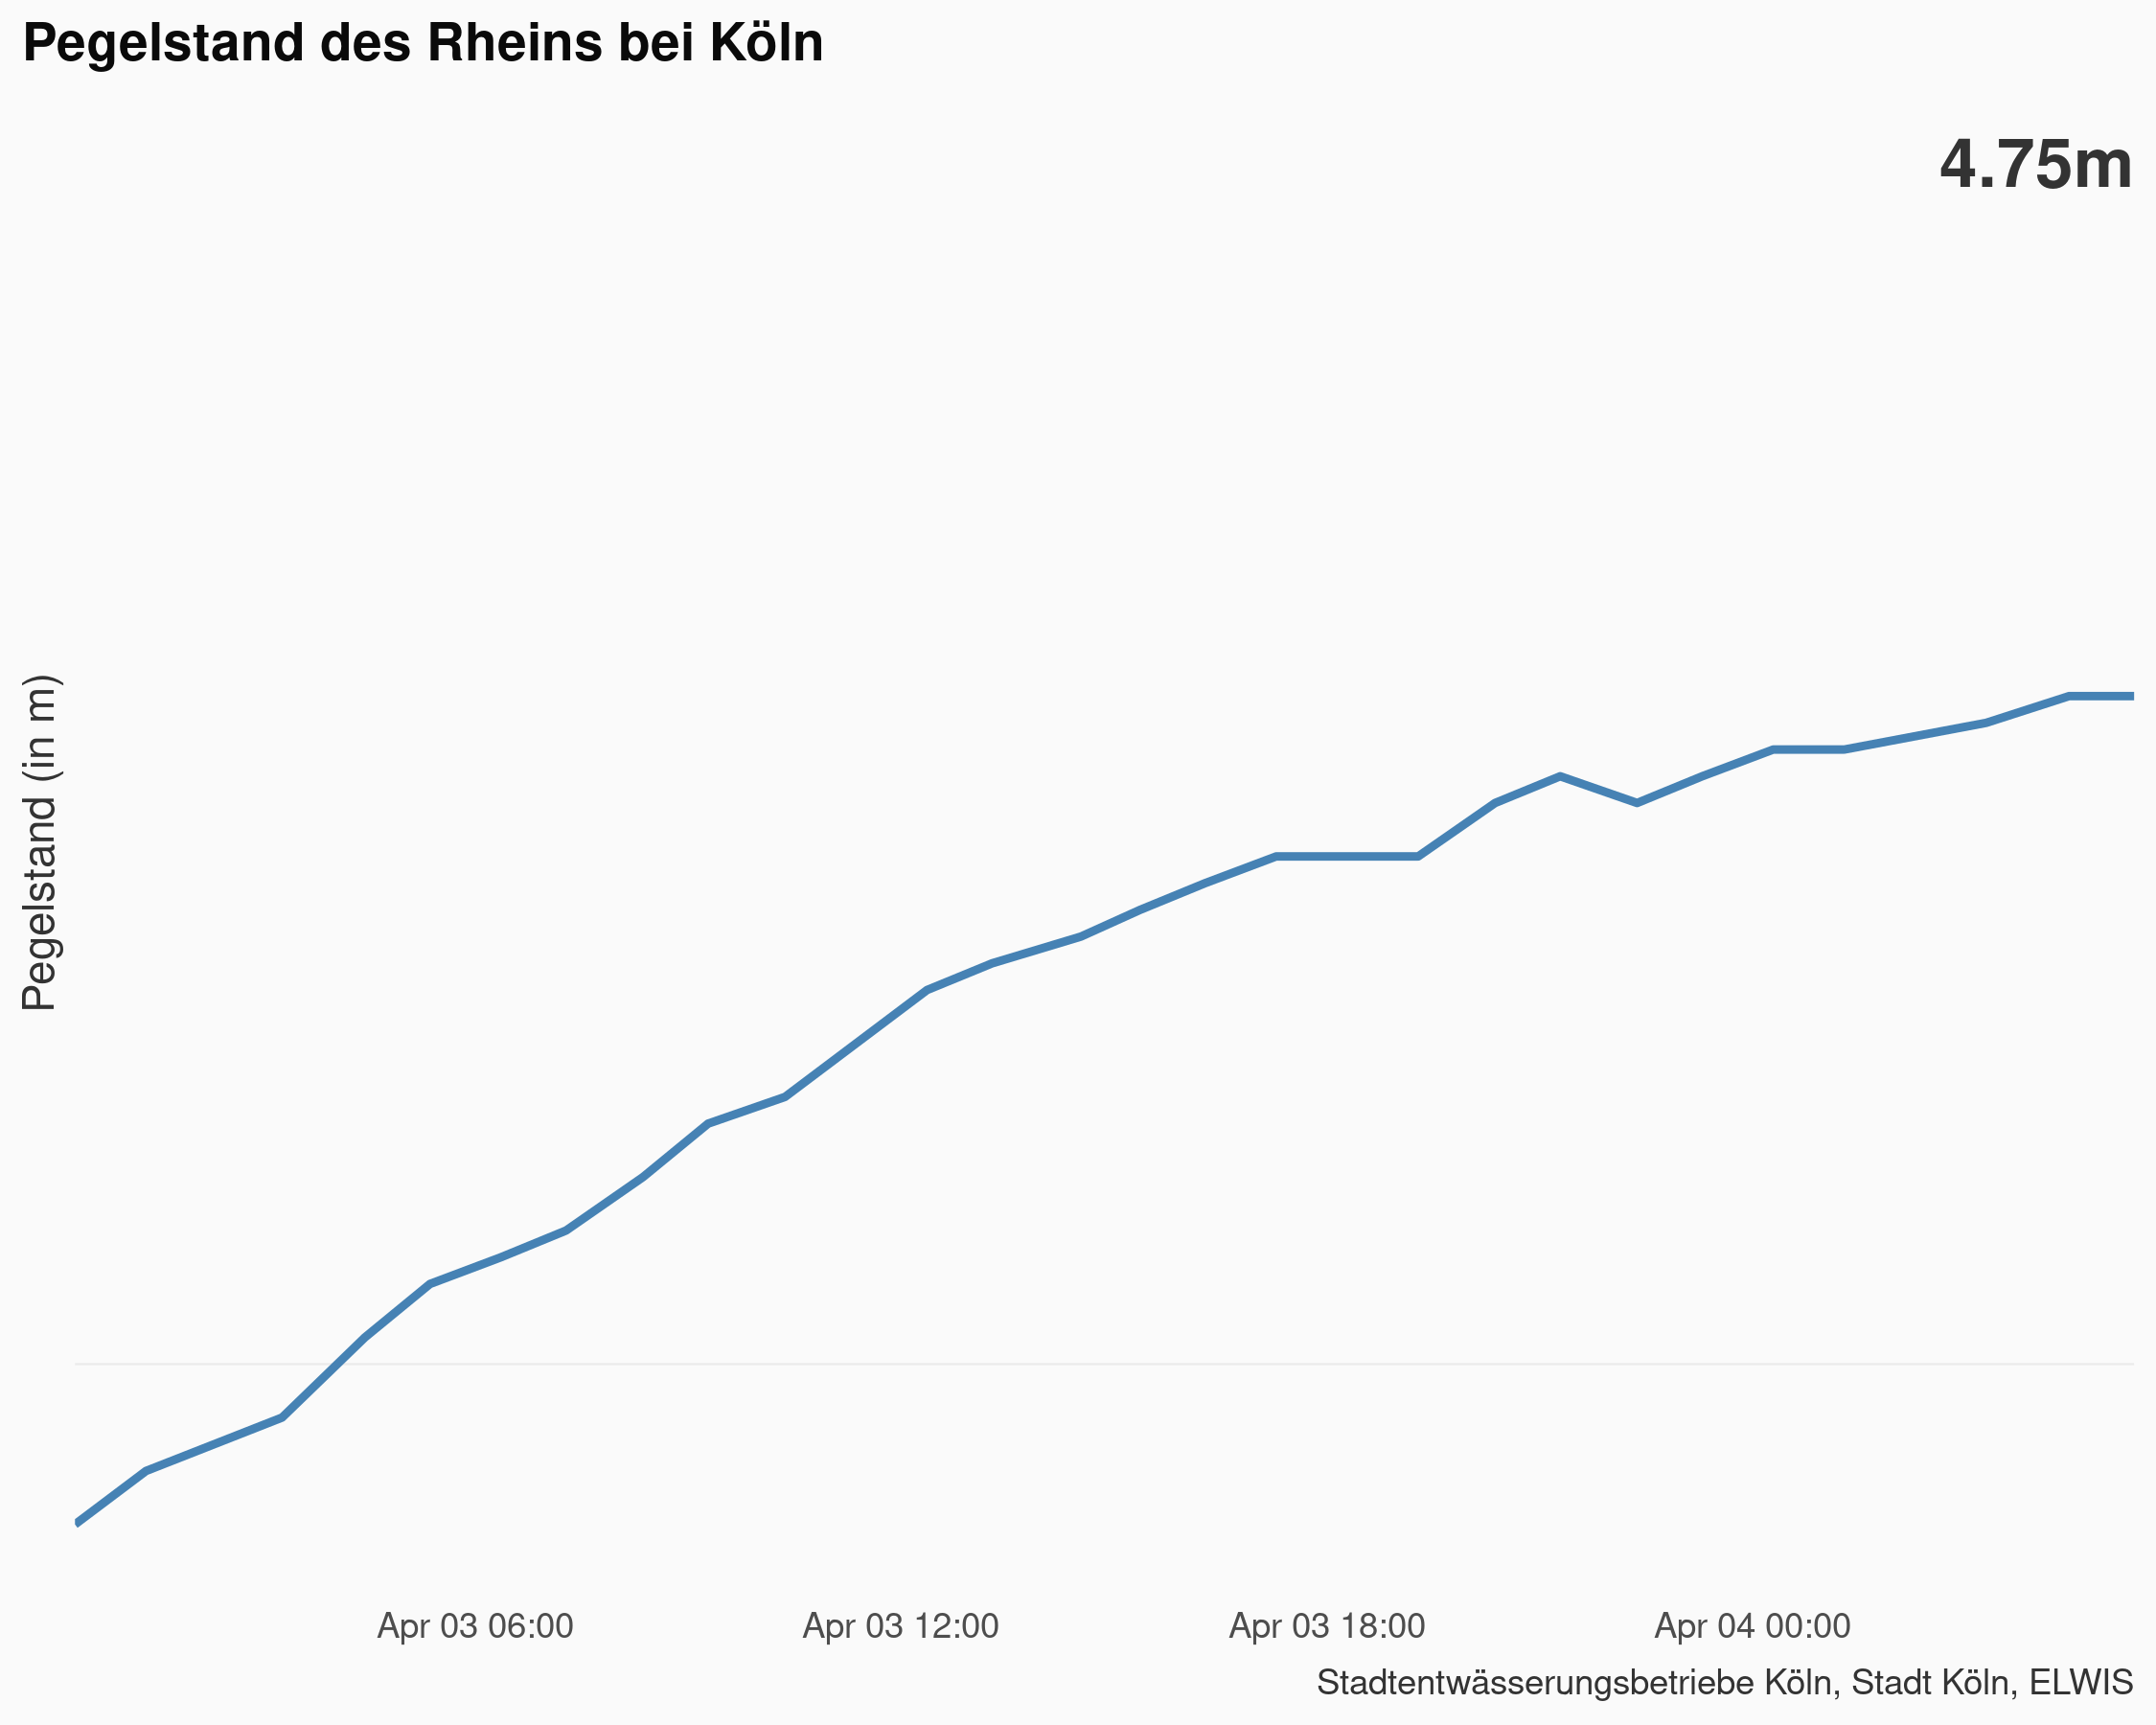 Pegelstand des Rheins bei Köln
4.75m
Pegelstand (in m)
Apr 03 06:00 Apr 03 12:00 Apr 03 18:00 Apr 04 00:00
Stadtentwässerungsbetriebe Köln, Stadt Köln, ELWIS